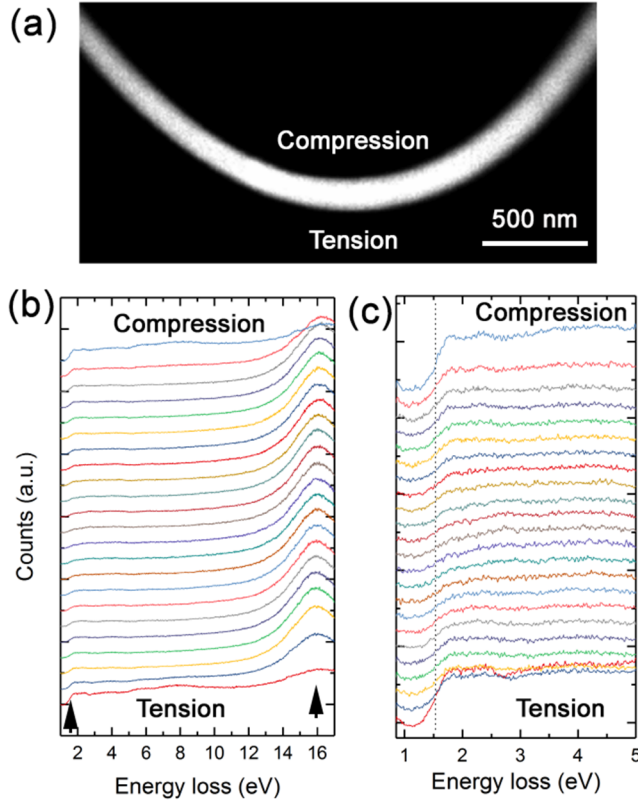 (a)
Compression
Tension
500 nm
(b)
Compression
Counts (a.u.)
Tension
2 4 6 8 10 12 14 16
Energy loss (eV)
(c)
Compression
Tension
1 2 3 4 5
Energy loss (eV)